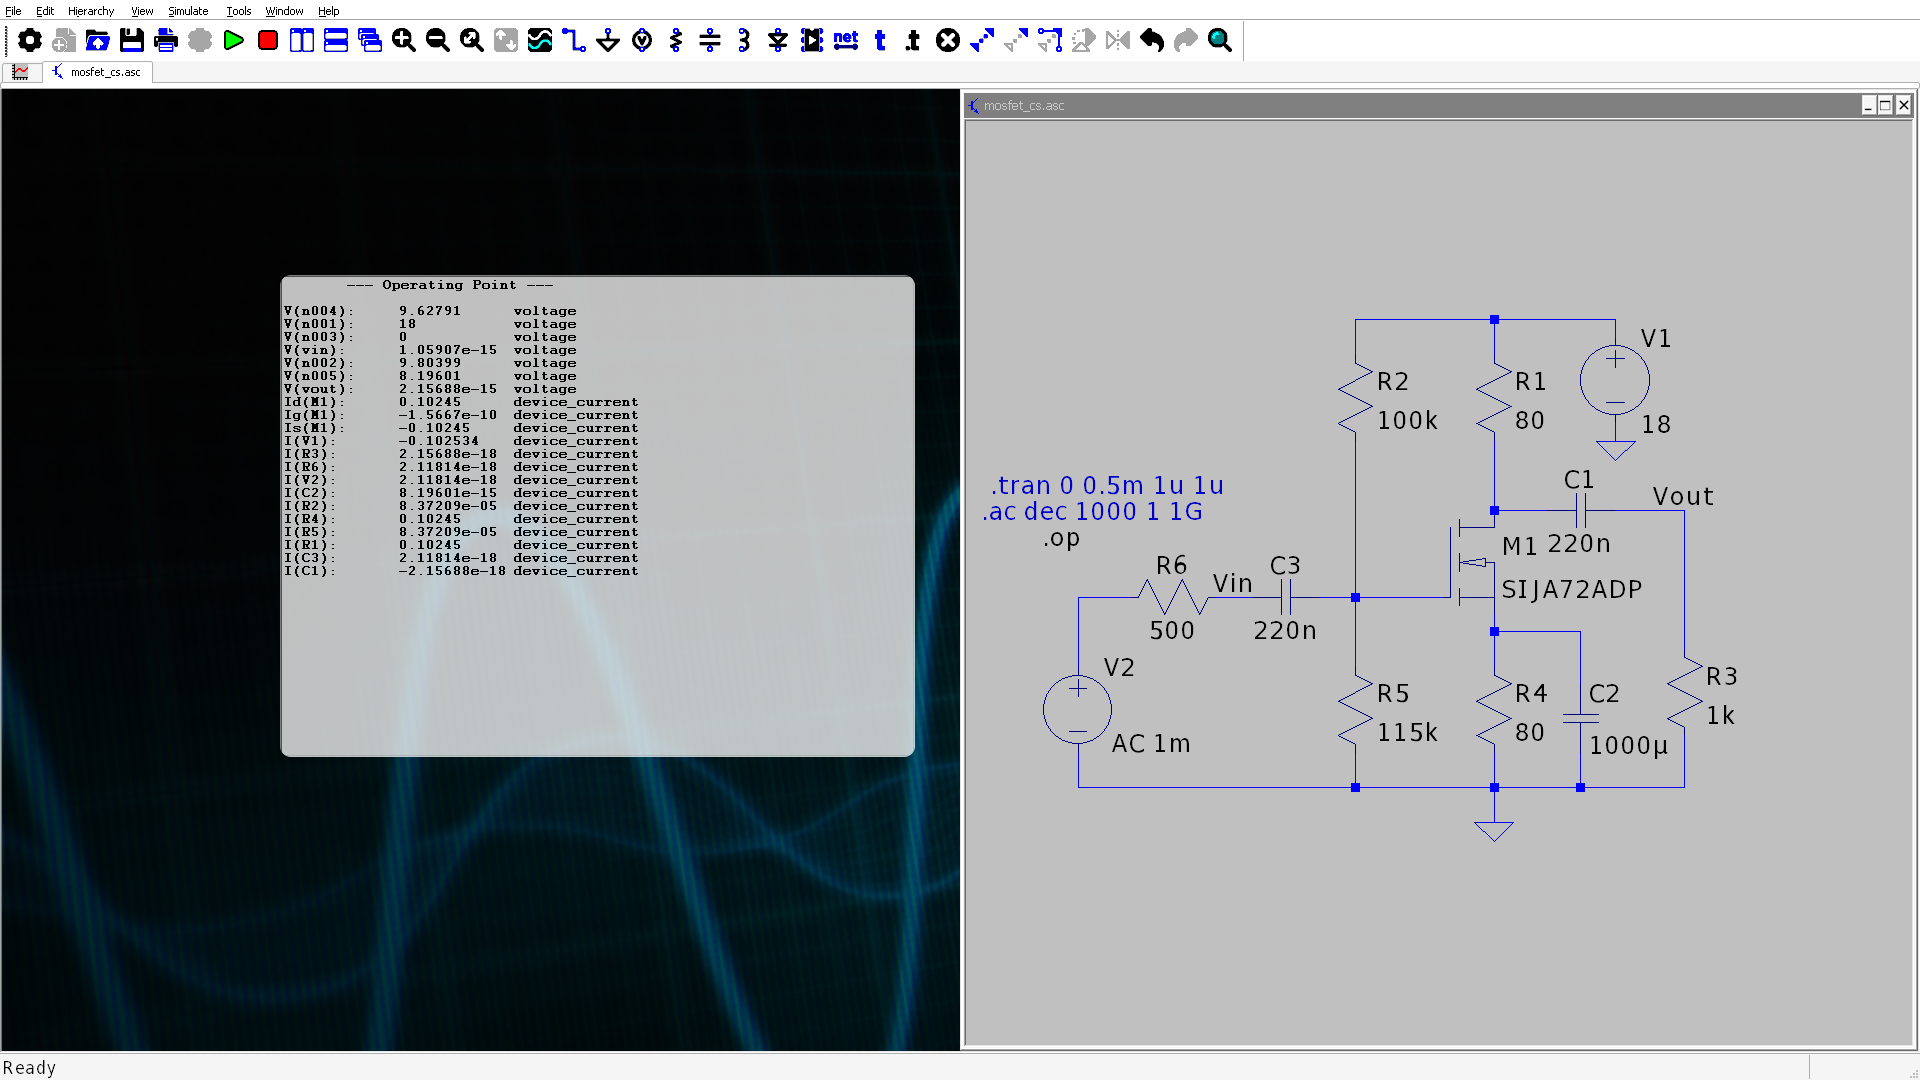 File Edit Hierarchy View Simulate Tools Window Help
net t .t
mosfet_cs.asc
mosfet_cs.asc
--- Operating Point ---
V(n004): 9.62791 voltage
V(n001): 18 voltage
V(n003): 0 voltage
V(vin): 1.05907e-15 voltage
V(n002): 9.80399 voltage
V(n005): 8.19601 voltage
V(vout): 2.15688e-15 voltage
Id(M1): 0.10245 device_current
Ig(M1): -1.5667e-10 device_current
Is(M1): -0.10245 device_current
I(V1): -0.102534 device_current
I(R3): 2.15688e-18 device_current
I(R6): 2.11814e-18 device_current
I(V2): 2.11814e-18 device_current
I(C2): 8.19601e-15 device_current
I(R2): 8.37209e-05 device_current
I(R4): 0.10245 device_current
I(R5): 8.37209e-05 device_current
I(R1): 0.10245 device_current
I(C3): 2.11814e-18 device_current
I(C1): -2.15688e-18 device_current
V1
R2 R1
100k 80 18
.tran 0 0.5m 1u 1u
.ac dec 1000 1 1G
.op
C1 Vout
M1 220n
SIJA72ADP
R6 Vin C3
500 220n
V2
AC 1m
R5 R4 C2 R3
115k 80 1000µ 1k
Ready